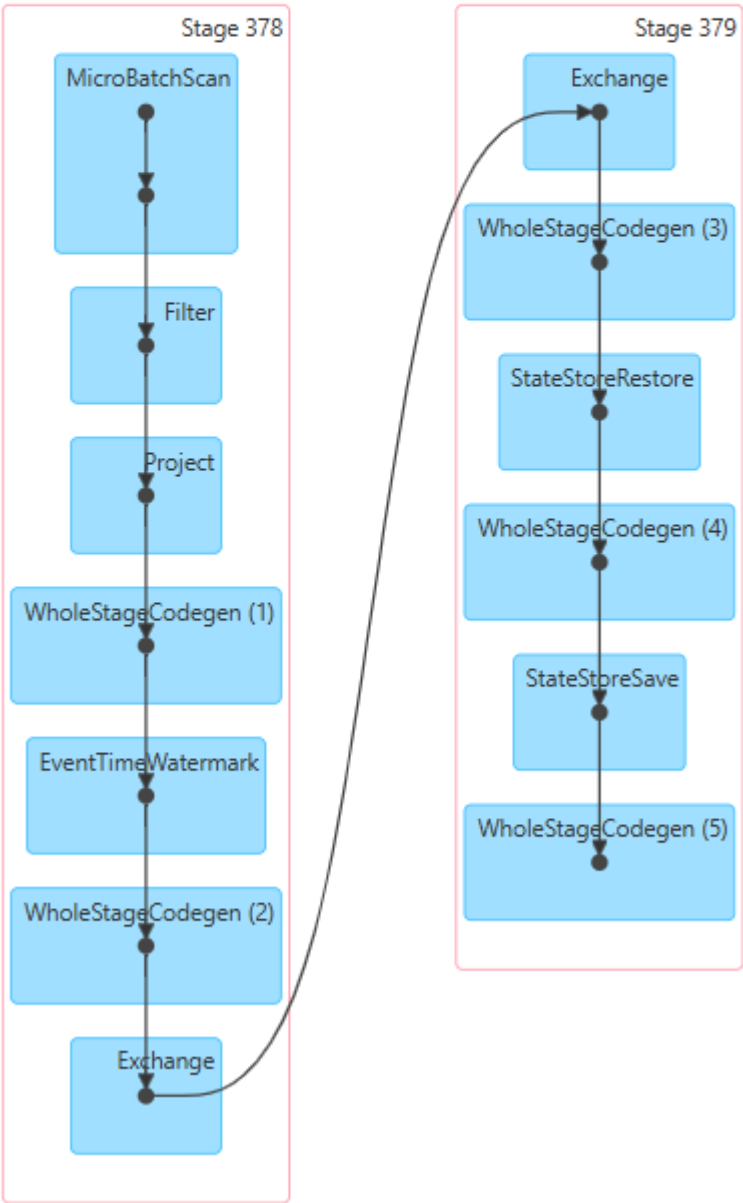 Stage 378
MicroBatchScan
Filter
Project
WholeStageCodegen (1)
EventTimeWatermark
WholeStageCodegen (2)
Exchange
Stage 379
Exchange
WholeStageCodegen (3)
StateStoreRestore
WholeStageCodegen (4)
StateStoreSave
WholeStageCodegen (5)